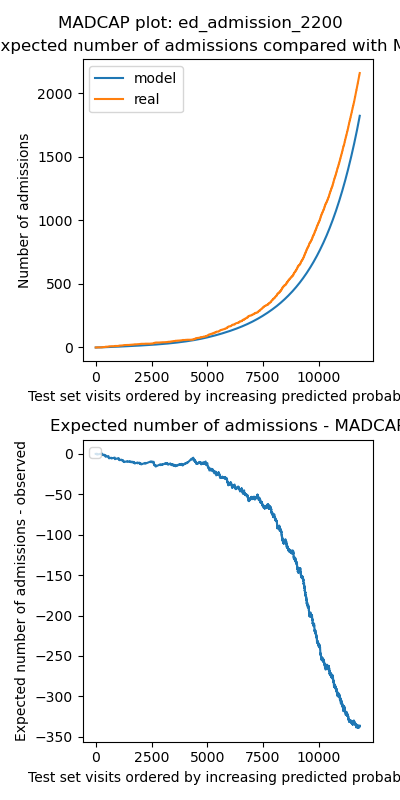 MADCAP plot: ed_admission_2200
xpected number of admissions compared with M
2000
1500
1000
500
0
Number of admissions
model
real
0 2500 5000 7500 10000
Test set visits ordered by increasing predicted probab
Expected number of admissions - MADCAP
0
−50
−100
−150
−200
−250
−300
−350
Expected number of admissions - observed
0 2500 5000 7500 10000
Test set visits ordered by increasing predicted probab